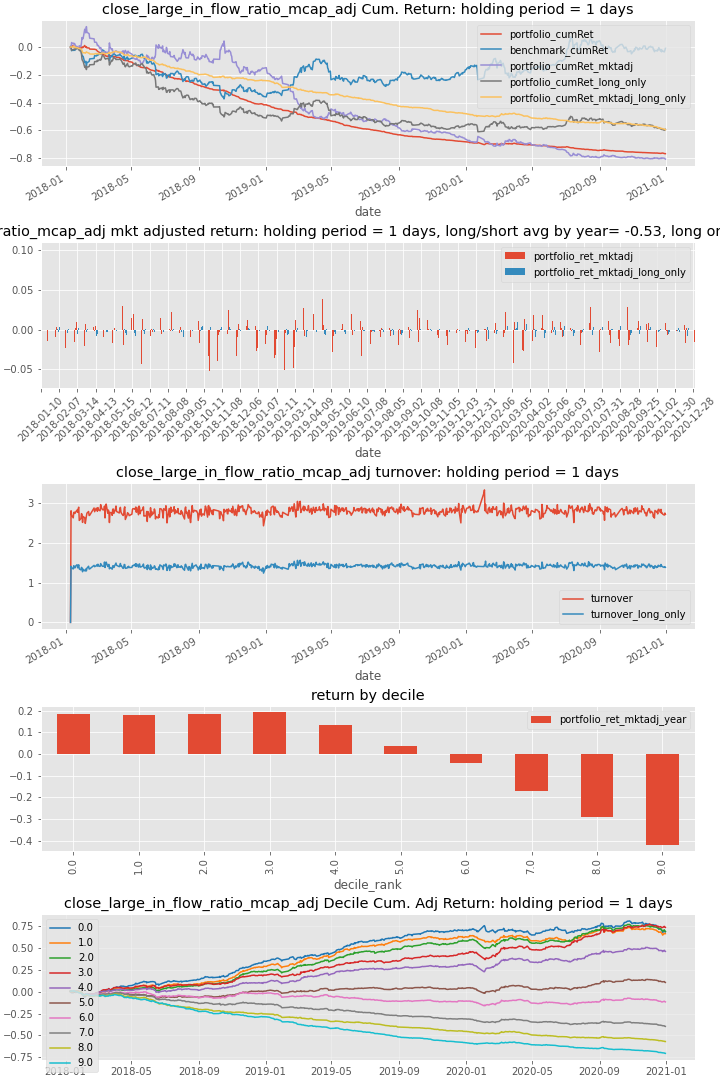 close_large_in_flow_ratio_mcap_adj Cum. Return: holding period = 1 days
0.0
−0.2
−0.4
−0.6
−0.8
portfolio_cumRet
benchmark_cumRet
portfolio_cumRet_mktadj
portfolio_cumRet_long_only
portfolio_cumRet_mktadj_long_only
2018-01 2018-05 2018-09 2019-01 2019-05 2019-09 2020-01 2020-05 2020-09 2021-01
date
ratio_mcap_adj mkt adjusted return: holding period = 1 days, long/short avg by year= -0.53, long or
0.10
0.05
0.00
−0.05
portfolio_ret_mktadj
portfolio_ret_mktadj_long_only
2018-01-10 2018-02-07 2018-03-14 2018-04-13 2018-05-15 2018-06-12 2018-07-11 2018-08-08 2018-09-05 2018-10-11 2018-11-08 2018-12-06 2019-01-07 2019-02-11 2019-03-11 2019-04-09 2019-05-10 2019-06-10 2019-07-08 2019-08-05 2019-09-02 2019-10-08 2019-11-05 2019-12-03 2019-12-31 2020-02-06 2020-03-05 2020-04-02 2020-05-06 2020-06-03 2020-07-03 2020-07-31 2020-08-28 2020-09-25 2020-11-02 2020-11-30 2020-12-28
date
close_large_in_flow_ratio_mcap_adj turnover: holding period = 1 days
3
2
1
0
turnover
turnover_long_only
2018-01 2018-05 2018-09 2019-01 2019-05 2019-09 2020-01 2020-05 2020-09 2021-01
date
return by decile
0.2
0.1
0.0
−0.1
−0.2
−0.3
−0.4
portfolio_ret_mktadj_year
0.0 1.0 2.0 3.0 4.0 5.0 6.0 7.0 8.0 9.0
decile_rank
close_large_in_flow_ratio_mcap_adj Decile Cum. Adj Return: holding period = 1 days
0.75
0.50
0.25
0.00
−0.25
−0.50
−0.75
0.0
1.0
2.0
3.0
4.0
5.0
6.0
7.0
8.0
9.0
2018-01 2018-05 2018-09 2019-01 2019-05 2019-09 2020-01 2020-05 2020-09 2021-01